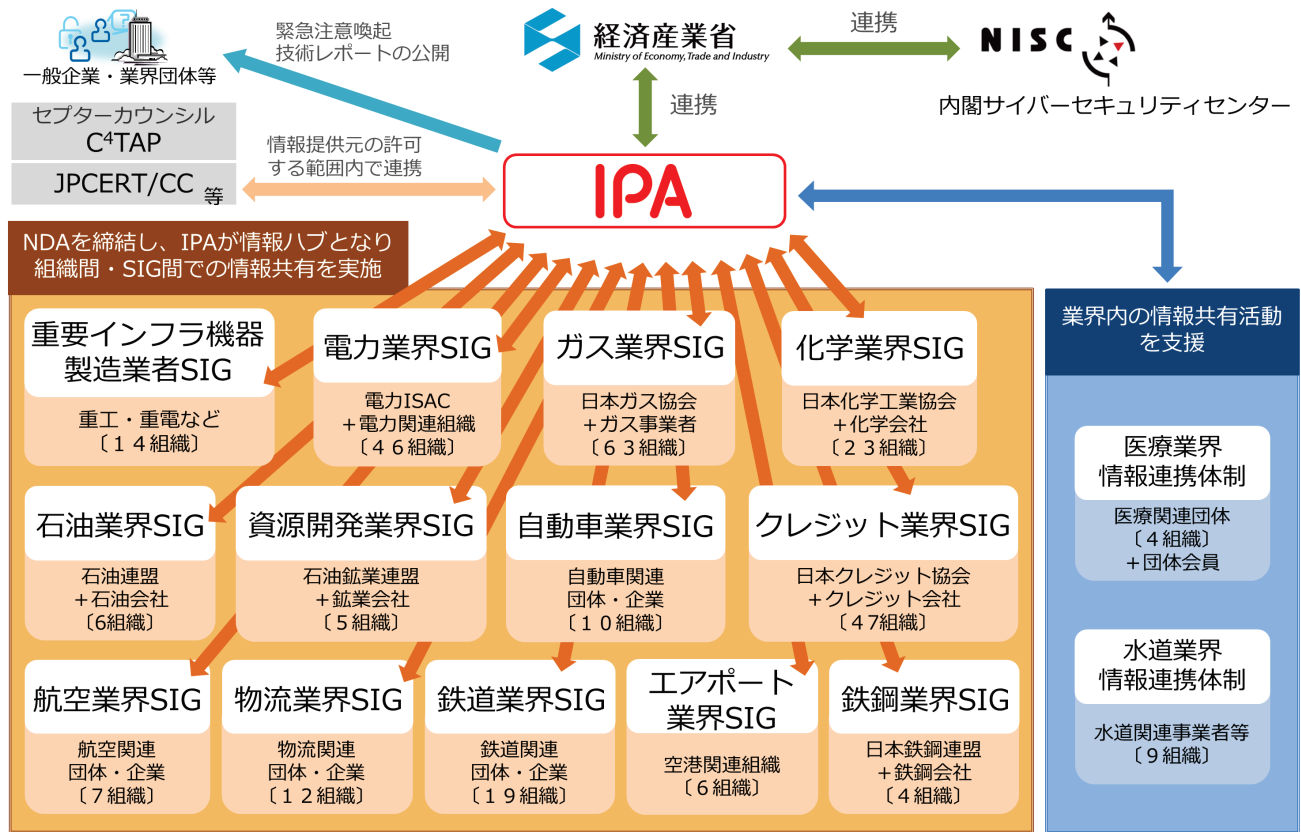 緊急注意喚起
技術レポートの公開
一般企業・業界団体等
経済産業省
Ministry of Economy, Trade and Industry
連携
NISC
内閣サイバーセキュリティセンター
連携
セプターカウンシル
C⁴TAP
JPCERT/CC 等
情報提供元の許可
する範囲内で連携
IPA
NDAを締結し、IPAが情報ハブとなり
組織間・SIG間での情報共有を実施
重要インフラ機器
製造業者SIG
重工・重電など
〔１４組織〕
電力業界SIG
電力ISAC
＋電力関連組織
〔４６組織〕
ガス業界SIG
日本ガス協会
＋ガス事業者
〔６３組織〕
化学業界SIG
日本化学工業協会
＋化学会社
〔２３組織〕
石油業界SIG
石油連盟
＋石油会社
〔6組織〕
資源開発業界SIG
石油鉱業連盟
＋鉱業会社
〔５組織〕
自動車業界SIG
自動車関連
団体・企業
〔１０組織〕
クレジット業界SIG
日本クレジット協会
＋クレジット会社
〔４7組織〕
航空業界SIG
航空関連
団体・企業
〔７組織〕
物流業界SIG
物流関連
団体・企業
〔１２組織〕
鉄道業界SIG
鉄道関連
団体・企業
〔１９組織〕
エアポート
業界SIG
空港関連組織
〔６組織〕
鉄鋼業界SIG
日本鉄鋼連盟
＋鉄鋼会社
〔４組織〕
業界内の情報共有活動
を支援
医療業界
情報連携体制
医療関連団体
〔４組織〕
＋団体会員
水道業界
情報連携体制
水道関連事業者等
〔９組織〕